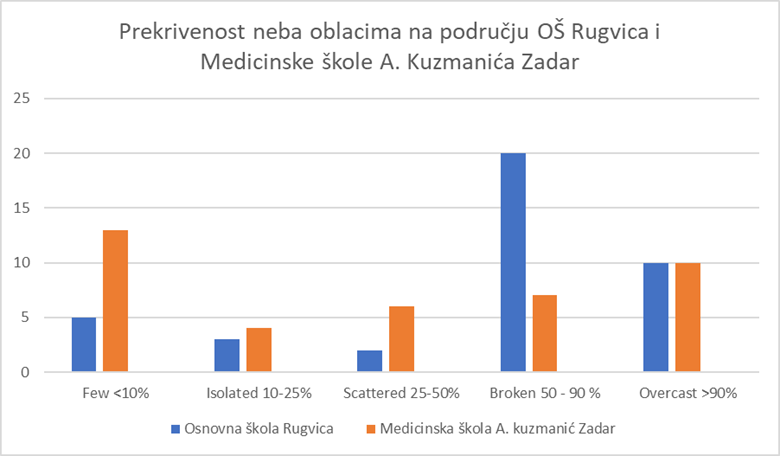 Prekrivenost neba oblacima na području OŠ Rugvica i
Medicinske škole A. Kuzmanića Zadar
25
20
15
10
5
0
Few <10%
Isolated 10-25%
Scattered 25-50%
Broken 50 - 90 %
Overcast >90%
Osnovna škola Rugvica
Medicinska škola A. kuzmanić Zadar